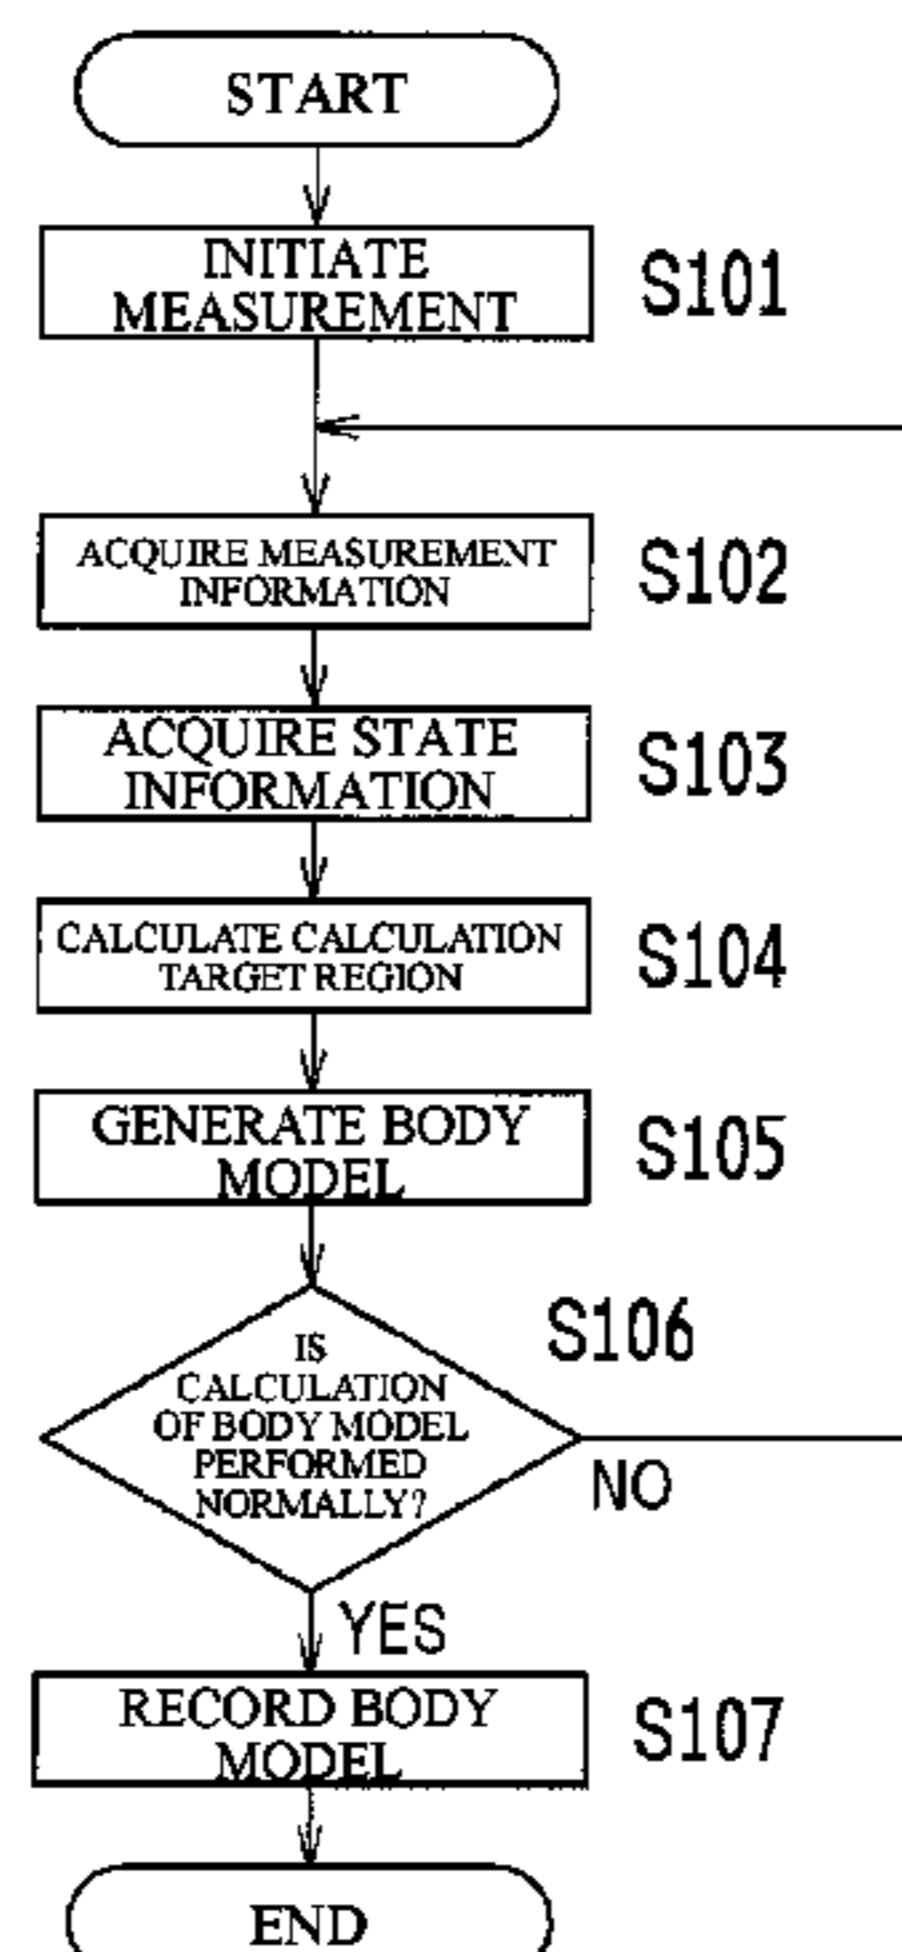 START
INITIATE
MEASUREMENT
S101
ACQUIRE MEASUREMENT
INFORMATION
S102
ACQUIRE STATE
INFORMATION
S103
CALCULATE CALCULATION
TARGET REGION
S104
GENERATE BODY
MODEL
S105
S106
IS
CALCULATION
OF BODY MODEL
PERFORMED
NORMALLY?
NO
YES
RECORD BODY
MODEL
S107
END